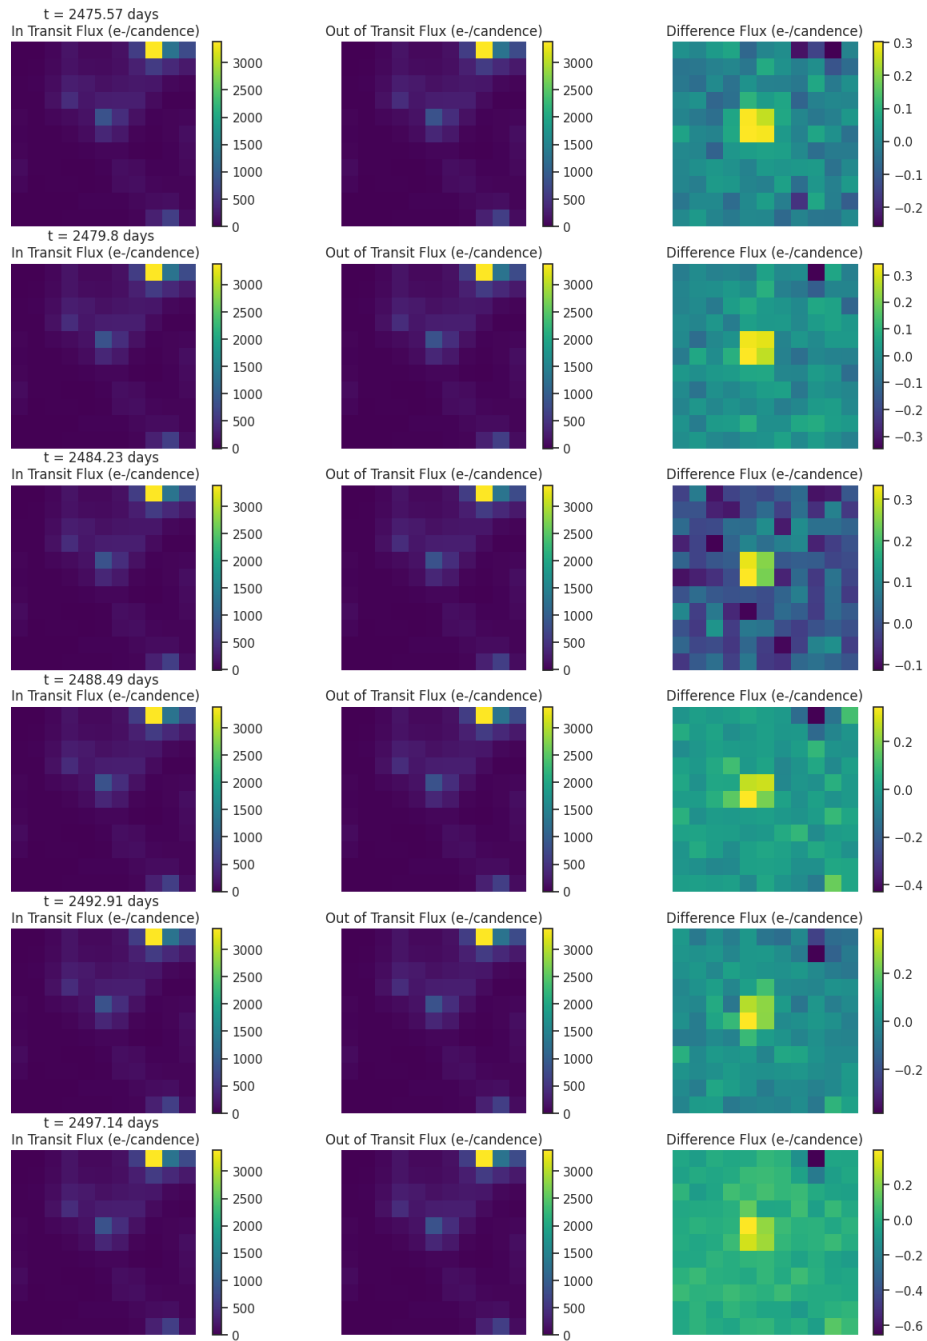 t = 2475.57 days
In Transit Flux (e-/candence) Out of Transit Flux (e-/candence) Difference Flux (e-/candence)
3000 3000 0.3
2500 2500 0.2
2000 2000 0.1
1500 1500 0.0
1000 1000 −0.1
500 500 −0.2
0 0
t = 2479.8 days
In Transit Flux (e-/candence) Out of Transit Flux (e-/candence) Difference Flux (e-/candence)
3000 3000 0.3
2500 2500 0.2
2000 2000 0.1
1500 1500 0.0
1000 1000 −0.1
500 500 −0.2
0 0 −0.3
t = 2484.23 days
In Transit Flux (e-/candence) Out of Transit Flux (e-/candence) Difference Flux (e-/candence)
3000 3000 0.3
2500 2500 0.2
2000 2000 0.1
1500 1500 0.0
1000 1000 −0.1
500 500
0 0
t = 2488.49 days
In Transit Flux (e-/candence) Out of Transit Flux (e-/candence) Difference Flux (e-/candence)
3000 3000 0.2
2500 2500 0.0
2000 2000 −0.2
1500 1500 −0.4
1000 1000
500 500
0 0
t = 2492.91 days
In Transit Flux (e-/candence) Out of Transit Flux (e-/candence) Difference Flux (e-/candence)
3000 3000 0.2
2500 2500 0.0
2000 2000 −0.2
1500 1500
1000 1000
500 500
0 0
t = 2497.14 days
In Transit Flux (e-/candence) Out of Transit Flux (e-/candence) Difference Flux (e-/candence)
3000 3000 0.2
2500 2500 0.0
2000 2000 −0.2
1500 1500 −0.4
1000 1000 −0.6
500 500
0 0